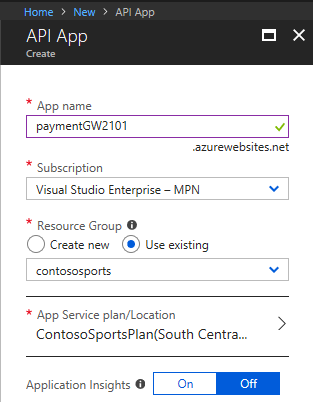 Home > New > API App
API App
Create
* App name
paymentGW2101
.azurewebsites.net
* Subscription
Visual Studio Enterprise – MPN
* Resource Group
Create new Use existing
contososports
* App Service plan/Location
ContosoSportsPlan(South Centra...
Application Insights On Off